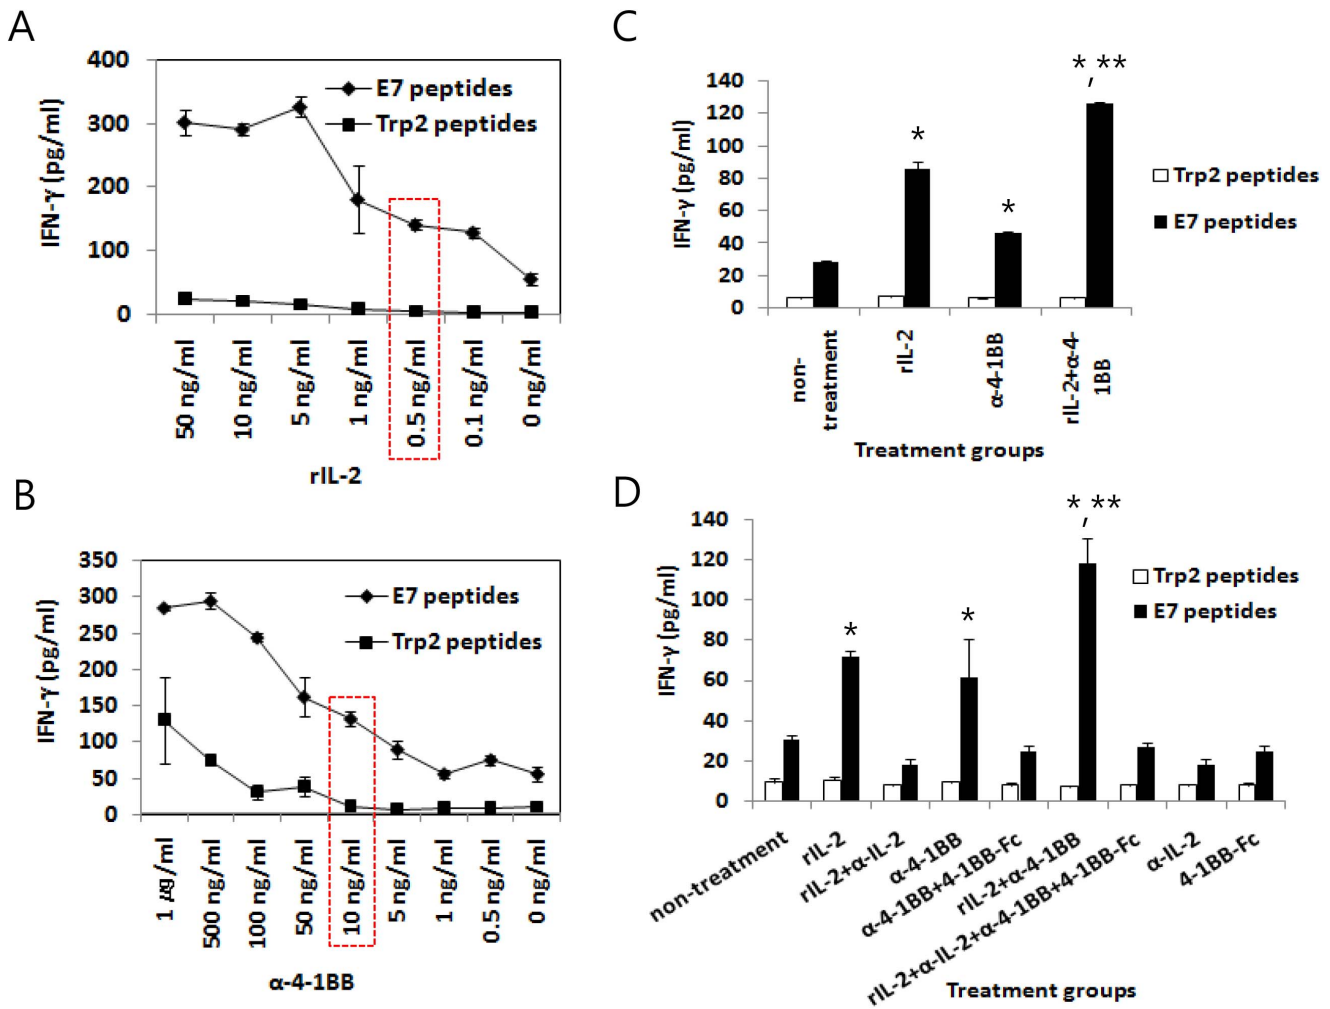 A
400
300
200
100
0
IFN-γ (pg/ml)
E7 peptides
Trp2 peptides
50 ng/ml
10 ng/ml
5 ng/ml
1 ng/ml
0.5 ng/ml
0.1 ng/ml
0 ng/ml
rIL-2
B
350
300
250
200
150
100
50
0
IFN-γ (pg/ml)
E7 peptides
Trp2 peptides
1 μg/ml
500 ng/ml
100 ng/ml
50 ng/ml
10 ng/ml
5 ng/ml
1 ng/ml
0.5 ng/ml
0 ng/ml
α-4-1BB
C
140
120
100
80
60
40
20
0
IFN-γ (pg/ml)
*
*
*,**
Trp2 peptides
E7 peptides
non-
treatment
rIL-2
α-4-1BB
rIL-2+α-4-
1BB
Treatment groups
D
140
120
100
80
60
40
20
0
IFN-γ (pg/ml)
*
*
*,**
Trp2 peptides
E7 peptides
non-treatment
rIL-2
rIL-2+α-IL-2
α-4-1BB
α-4-1BB+4-1BB-Fc
rIL-2+α-4-1BB
rIL-2+α-IL-2+α-4-1BB+4-1BB-Fc
α-IL-2
4-1BB-Fc
Treatment groups